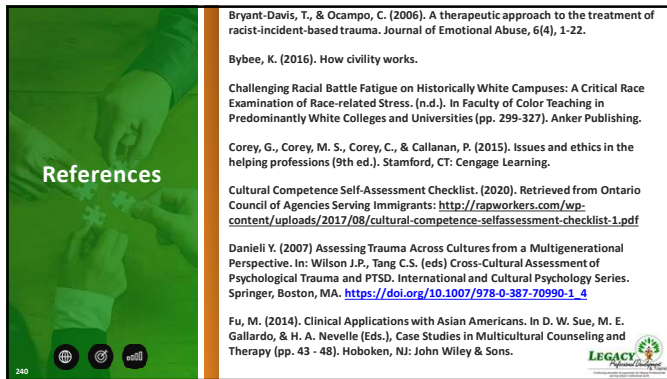 References
Bryant-Davis, T., & Ocampo, C. (2006). A therapeutic approach to the treatment of
racist-incident-based trauma. Journal of Emotional Abuse, 6(4), 1-22.
Bybee, K. (2016). How civility works.
Challenging Racial Battle Fatigue on Historically White Campuses: A Critical Race
Examination of Race-related Stress. (n.d.). In Faculty of Color Teaching in
Predominantly White Colleges and Universities (pp. 299-327). Anker Publishing.
Corey, G., Corey, M. S., Corey, C., & Callanan, P. (2015). Issues and ethics in the
helping professions (9th ed.). Stamford, CT: Cengage Learning.
Cultural Competence Self-Assessment Checklist. (2020). Retrieved from Ontario
Council of Agencies Serving Immigrants: http://rapworkers.com/wp-
content/uploads/2017/08/cultural-competence-selfassessment-checklist-1.pdf
Danieli Y. (2007) Assessing Trauma Across Cultures from a Multigenerational
Perspective. In: Wilson J.P., Tang C.S. (eds) Cross-Cultural Assessment of
Psychological Trauma and PTSD. International and Cultural Psychology Series.
Springer, Boston, MA. https://doi.org/10.1007/978-0-387-70990-1_4
Fu, M. (2014). Clinical Applications with Asian Americans. In D. W. Sue, M. E.
Gallardo, & H. A. Nevelle (Eds.), Case Studies in Multicultural Counseling and
Therapy (pp. 43 - 48). Hoboken, NJ: John Wiley & Sons.
240
LEGACY
Professional Development